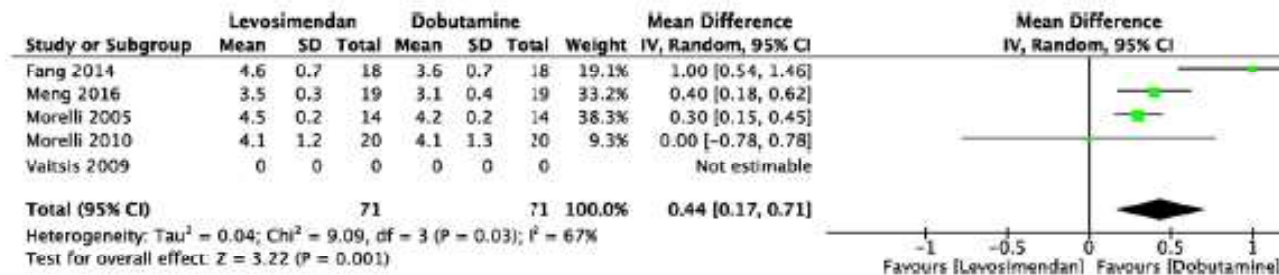 Levosimendan Dobutamine Mean Difference Mean Difference
Study or Subgroup Mean SD Total Mean SD Total Weight IV, Random, 95% CI IV, Random, 95% CI
Fang 2014 4.6 0.7 18 3.6 0.7 18 19.1% 1.00 [0.54, 1.46]
Meng 2016 3.5 0.3 19 3.1 0.4 19 33.2% 0.40 [0.18, 0.62]
Morelli 2005 4.5 0.2 14 4.2 0.2 14 38.3% 0.30 [0.15, 0.45]
Morelli 2010 4.1 1.2 20 4.1 1.3 20 9.3% 0.00 [-0.78, 0.78]
Vaitsis 2009 0 0 0 0 0 0 Not estimable
Total (95% CI) 71 71 100.0% 0.44 [0.17, 0.71]
Heterogeneity: Tau² = 0.04; Chi² = 9.09, df = 3 (P = 0.03); I² = 67%
Test for overall effect: Z = 3.22 (P = 0.001)
-1 -0.5 0 0.5 1
Favours [Levosimendan] Favours [Dobutamine]